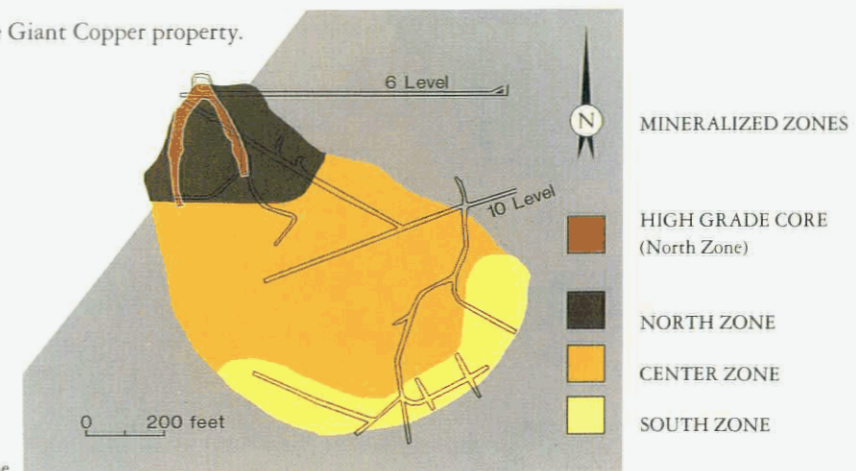 Giant Copper property.
6 Level
N
MINERALIZED ZONES
10 Level
HIGH GRADE CORE
(North Zone)
NORTH ZONE
CENTER ZONE
SOUTH ZONE
0 200 feet